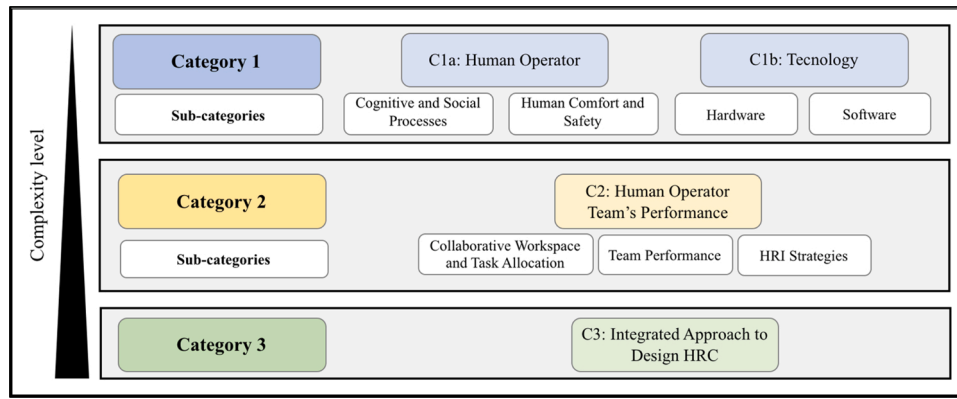 Complexity level
Category 1
C1a: Human Operator
C1b: Tecnology
Sub-categories
Cognitive and Social
Processes
Human Comfort and
Safety
Hardware
Software
Category 2
C2: Human Operator
Team's Performance
Sub-categories
Collaborative Workspace
and Task Allocation
Team Performance
HRI Strategies
Category 3
C3: Integrated Approach to
Design HRC